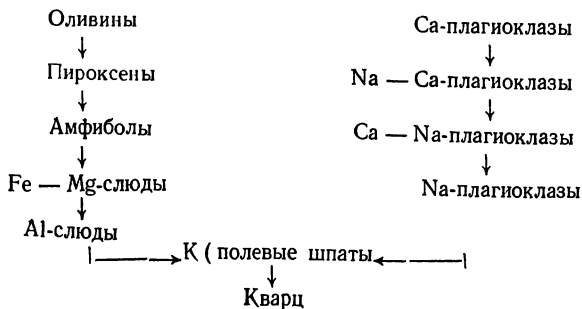 Оливины
Са-плагиоклазы
Пироксены
Na — Ca-плагиоклазы
Амфиболы
Ca — Na-плагиоклазы
Fe — Mg-слюды
Na-плагиоклазы
Al-слюды
К ( полевые шпаты
Кварц